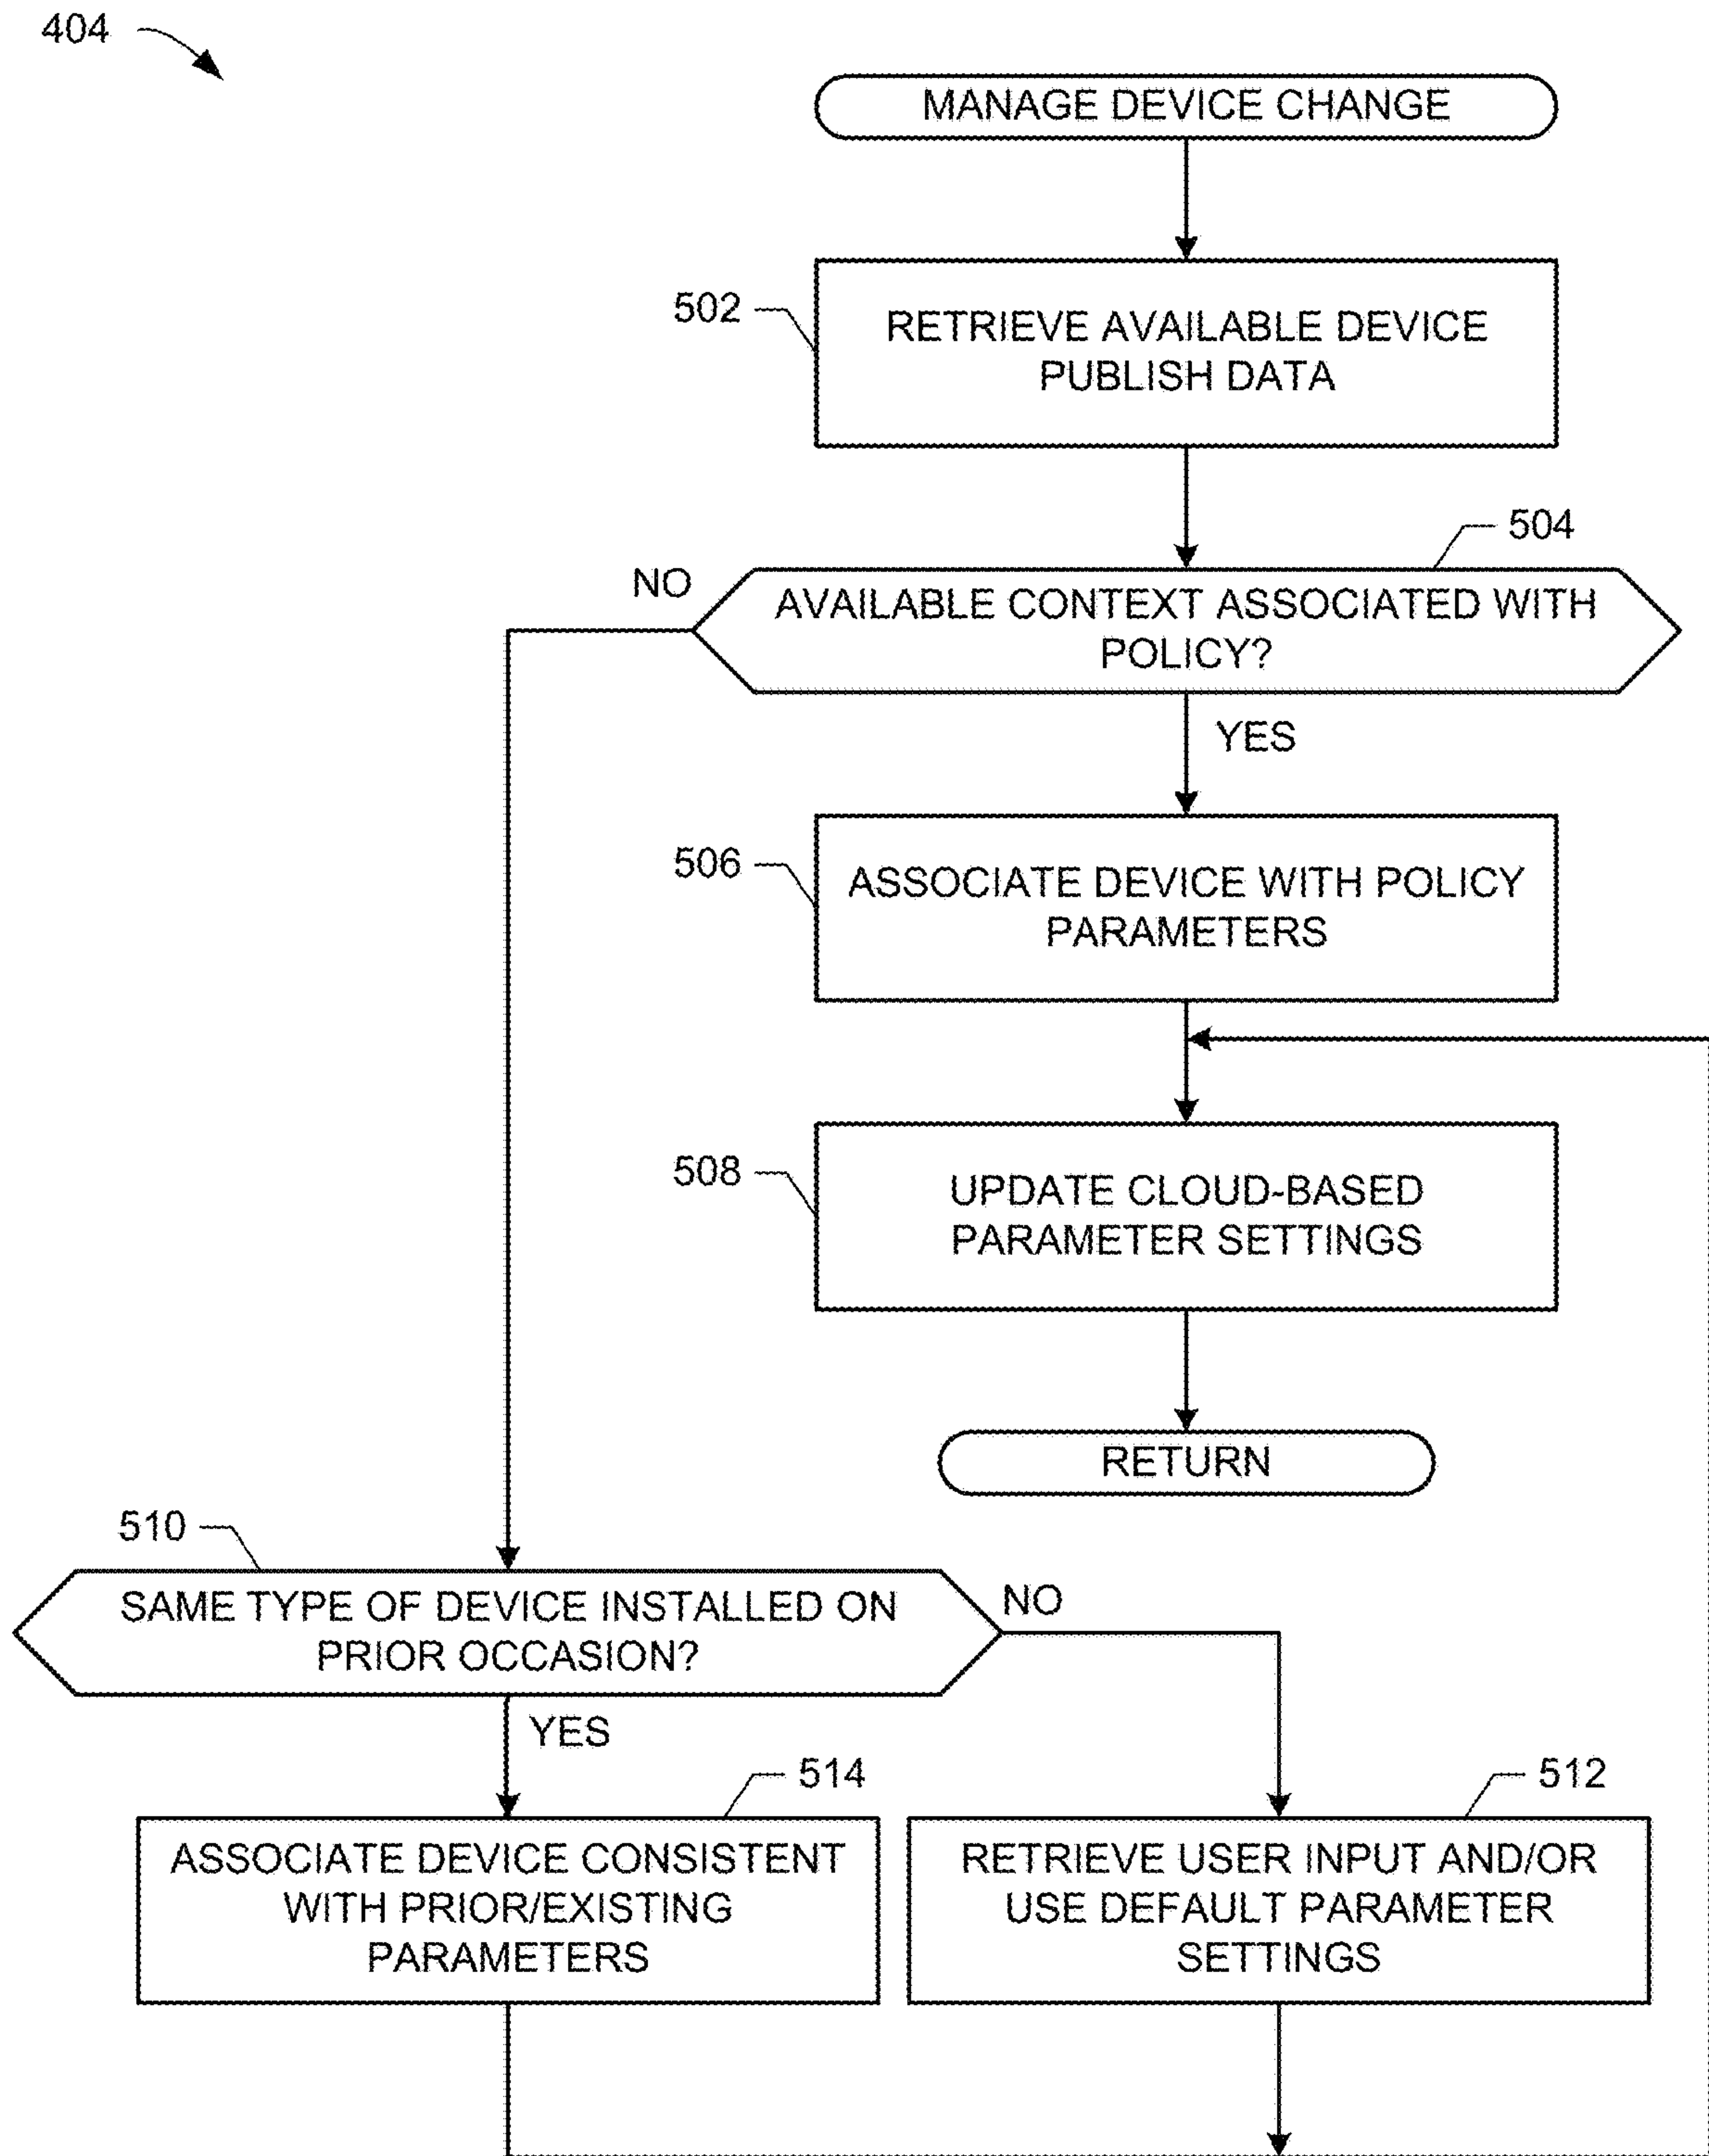 404
MANAGE DEVICE CHANGE
502
RETRIEVE AVAILABLE DEVICE
PUBLISH DATA
504
NO
AVAILABLE CONTEXT ASSOCIATED WITH
POLICY?
YES
506
ASSOCIATE DEVICE WITH POLICY
PARAMETERS
508
UPDATE CLOUD-BASED
PARAMETER SETTINGS
RETURN
510
SAME TYPE OF DEVICE INSTALLED ON
PRIOR OCCASION?
NO
YES
514
ASSOCIATE DEVICE CONSISTENT
WITH PRIOR/EXISTING
PARAMETERS
512
RETRIEVE USER INPUT AND/OR
USE DEFAULT PARAMETER
SETTINGS